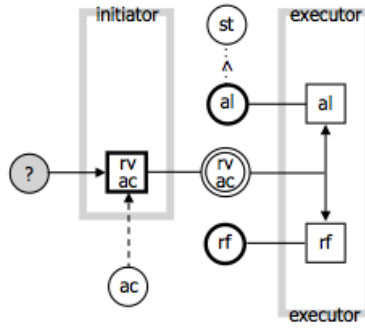 initiator
st
executor
al
al
?
rv
ac
rv
ac
rf
rf
ac
executor